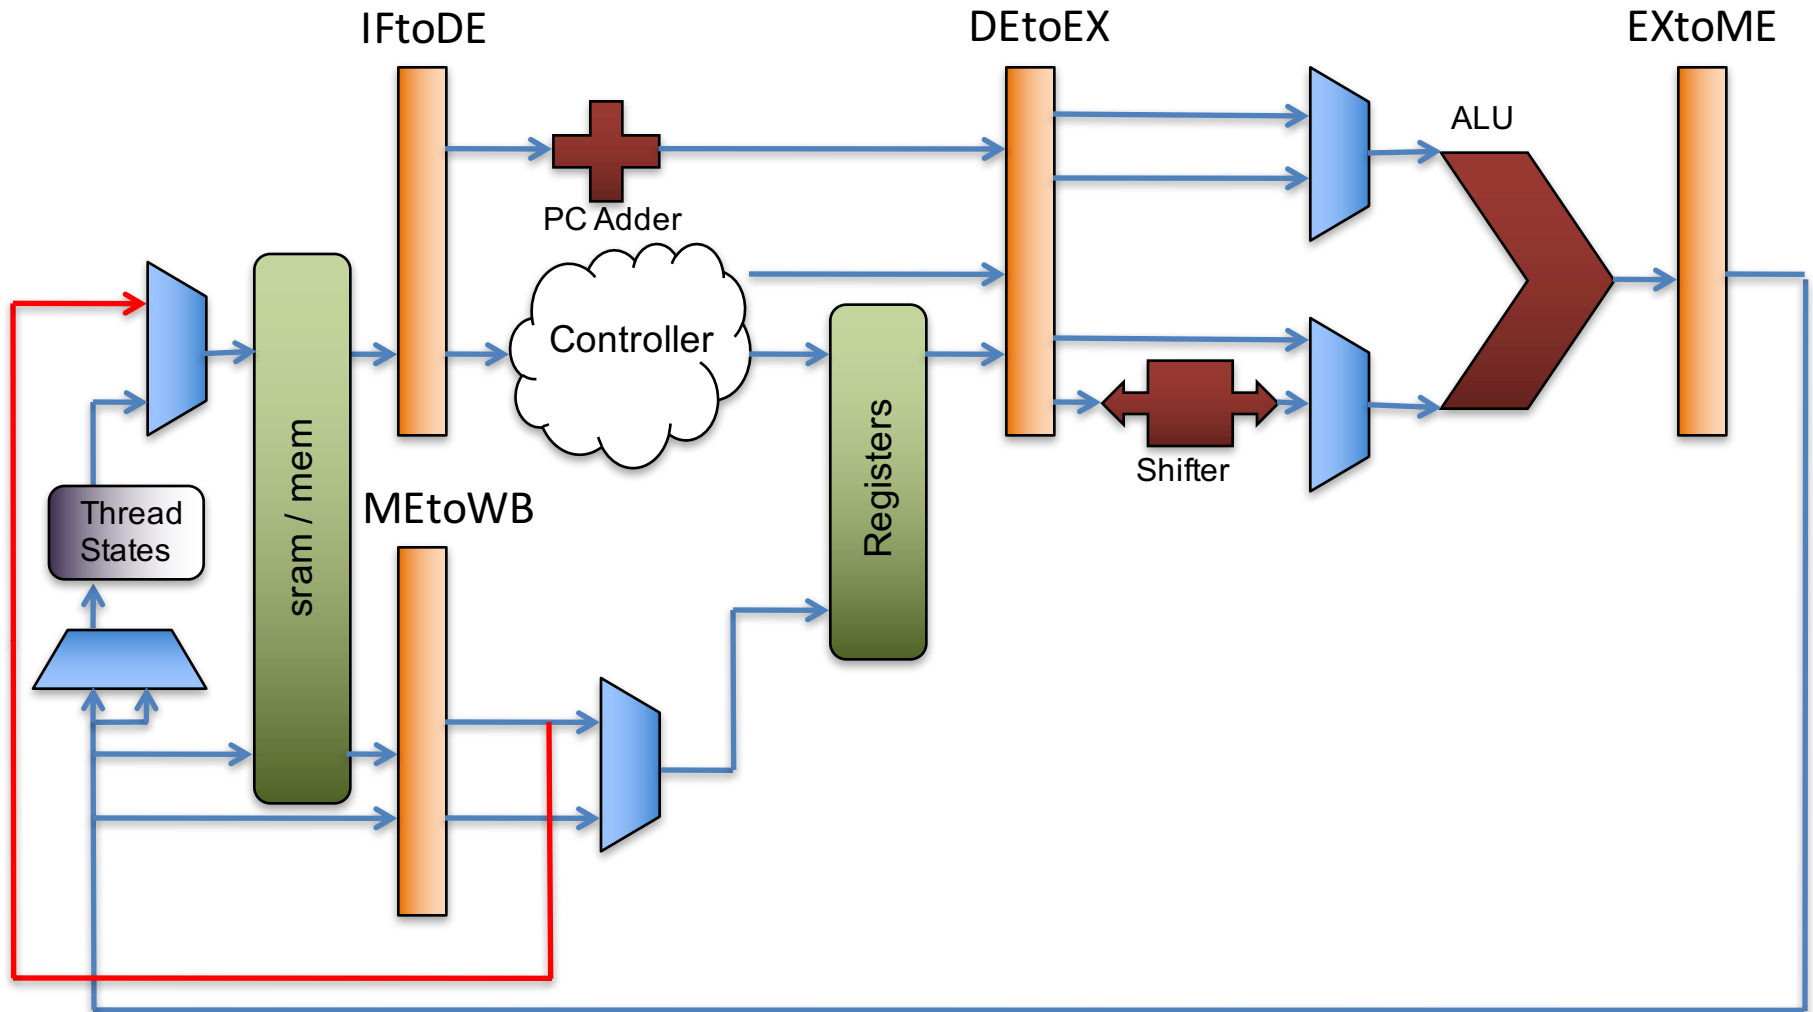 IFtoDE
DEtoEX
EXtoME
ALU
PC Adder
Controller
Thread
States
sram / mem
Registers
Shifter
MEtoWB